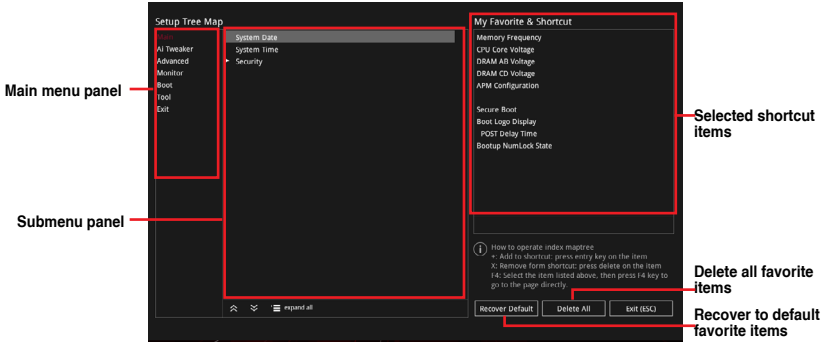 Setup Tree Map
Main
Ai Tweaker
Advanced
Monitor
Boot
Tool
Exit
System Date
System Time
Security
expand all
My Favorite & Shortcut
Memory Frequency
CPU Core Voltage
DRAM AB Voltage
DRAM CD Voltage
APM Configuration
Secure Boot
Boot Logo Display
POST Delay Time
Bootup NumLock State
How to operate index maptree
+: Add to shortcut: press entry key on the item
X: Remove form shortcut: press delete on the item
F4: Select the item listed above, then press F4 key to
go to the page directly.
Recover Default
Delete All
Exit (ESC)
Main menu panel
Submenu panel
Selected shortcut
items
Delete all favorite
items
Recover to default
favorite items